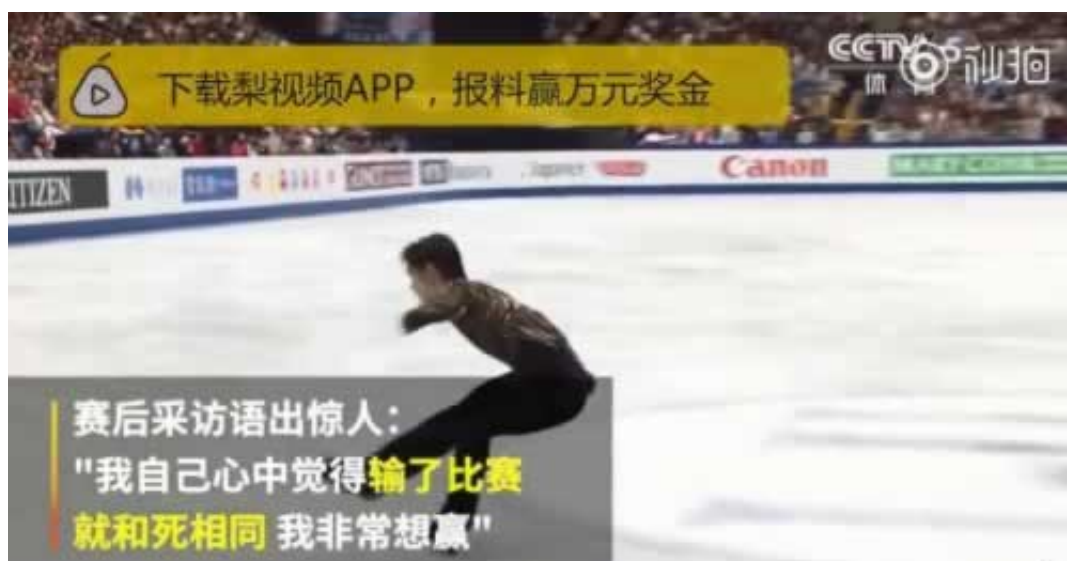 下载梨视频APP，报料赢万元奖金
CCTV
体
秒拍
TIZEN
Canon
赛后采访语出惊人：
"我自己心中觉得输了比赛
就和死相同 我非常想赢"